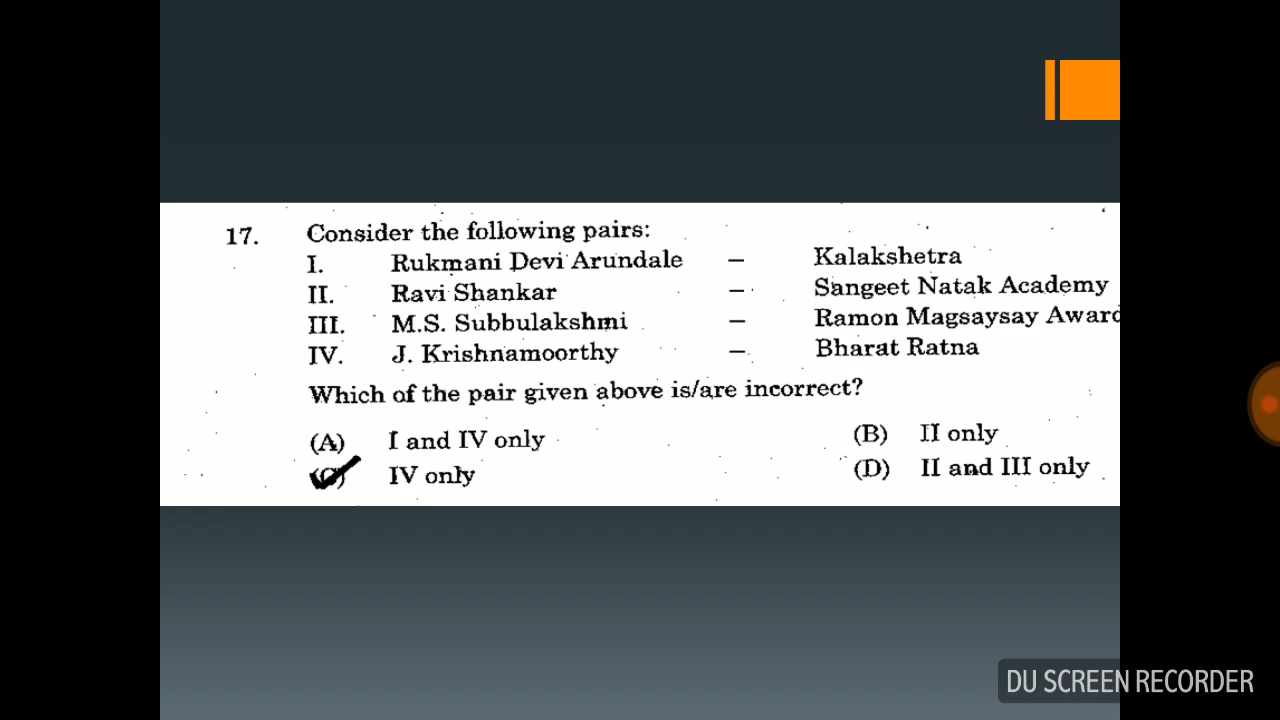 17. Consider the following pairs:
I. Rukmani Devi Arundale – Kalakshetra
II. Ravi Shankar – Sangeet Natak Academy
III. M.S. Subbulakshmi – Ramon Magsaysay Award
IV. J. Krishnamoorthy – Bharat Ratna
Which of the pair given above is/are incorrect?
(A) I and IV only (B) II only
(C) IV only (D) II and III only
DU SCREEN RECORDER